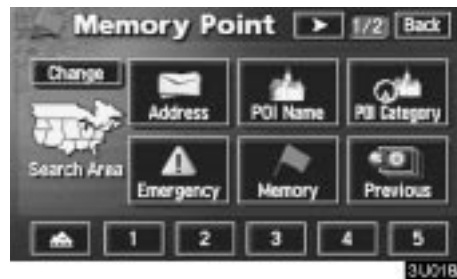 Memory Point 1/2 Back
Change
Address POI Name POI Category
Search Area
Emergency Memory Previous
1 2 3 4 5
3U01B